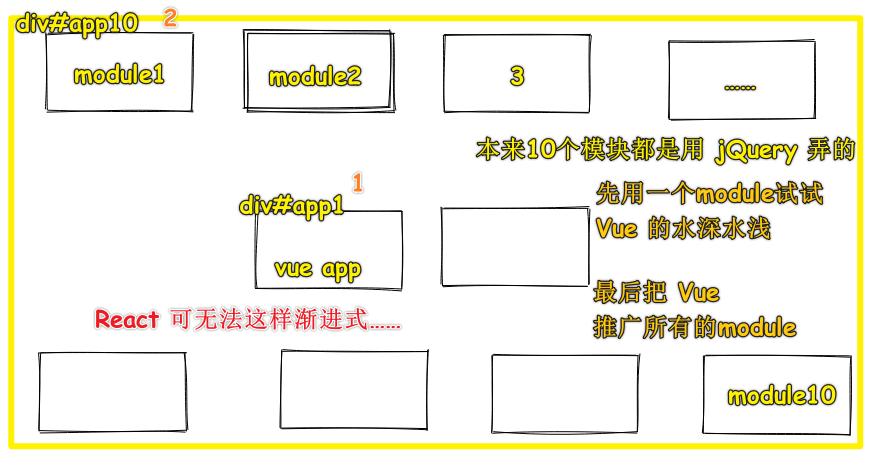 div#app10 2
module1
module2
3
……
本来10个模块都是用 jQuery 弄的
先用一个module试试
Vue 的水深水浅
1
div#app1
vue app
最后把 Vue
推广所有的module
React 可无法这样渐进式……
module10